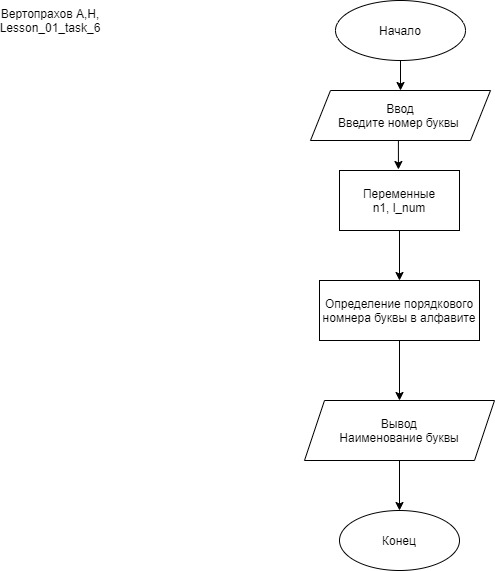 Вертопрахов А,Н,
Lesson_01_task_6
Начало
Ввод
Введите номер буквы
Переменные
n1, l_num
Определение порядкового
номнера буквы в алфавите
Вывод
Наименование буквы
Конец